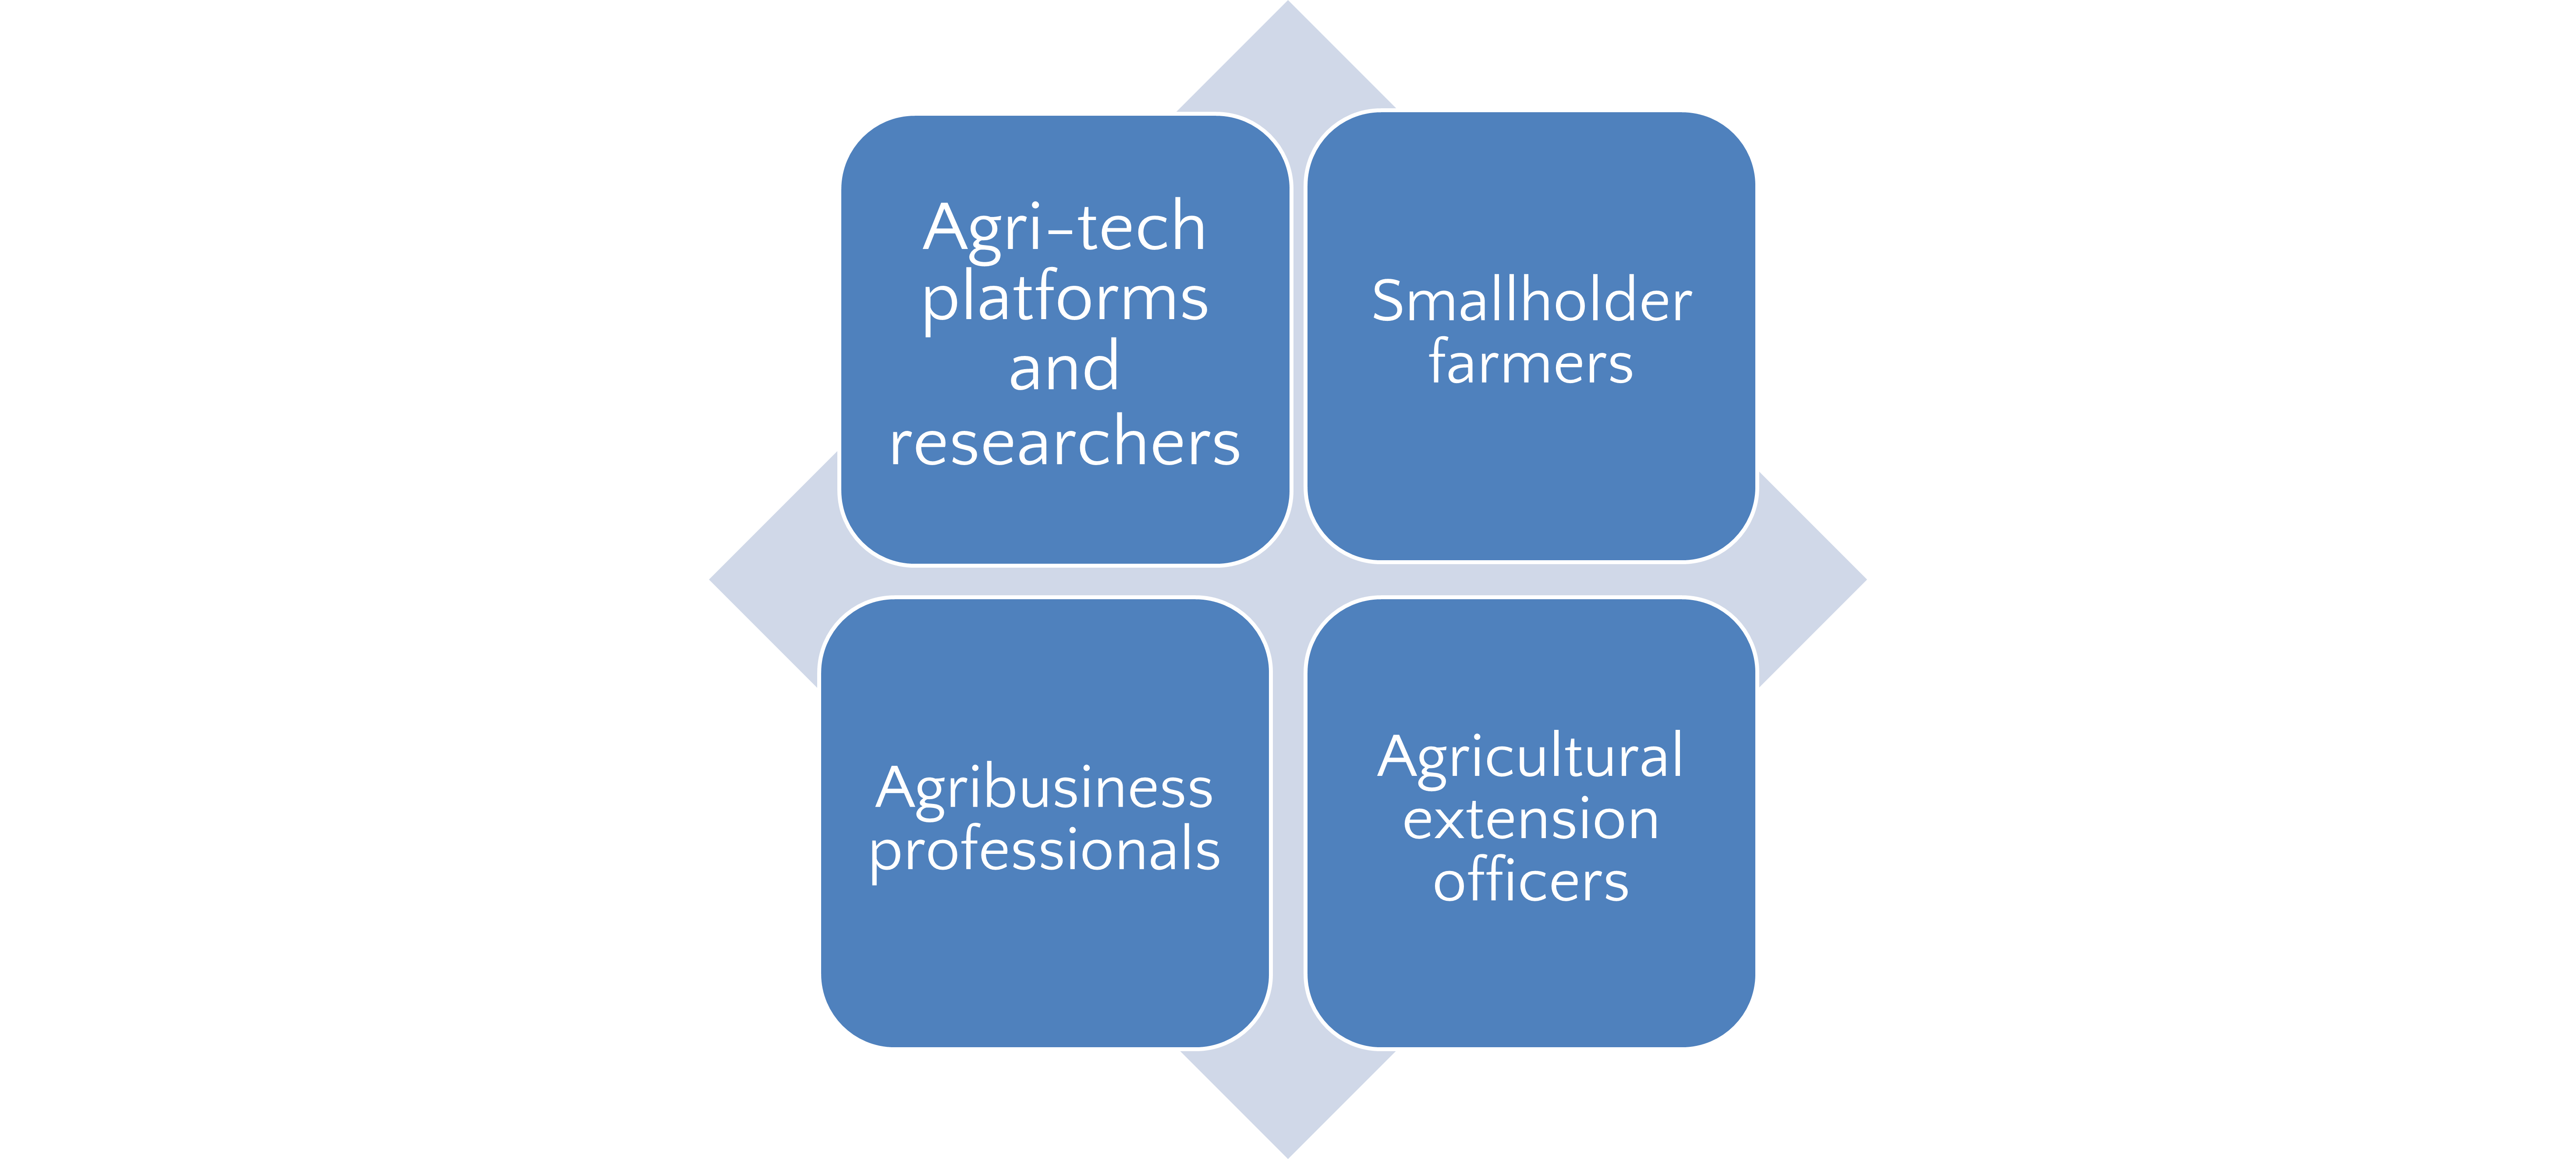 Agri-tech
platforms
and
researchers
Smallholder
farmers
Agribusiness
professionals
Agricultural
extension
officers